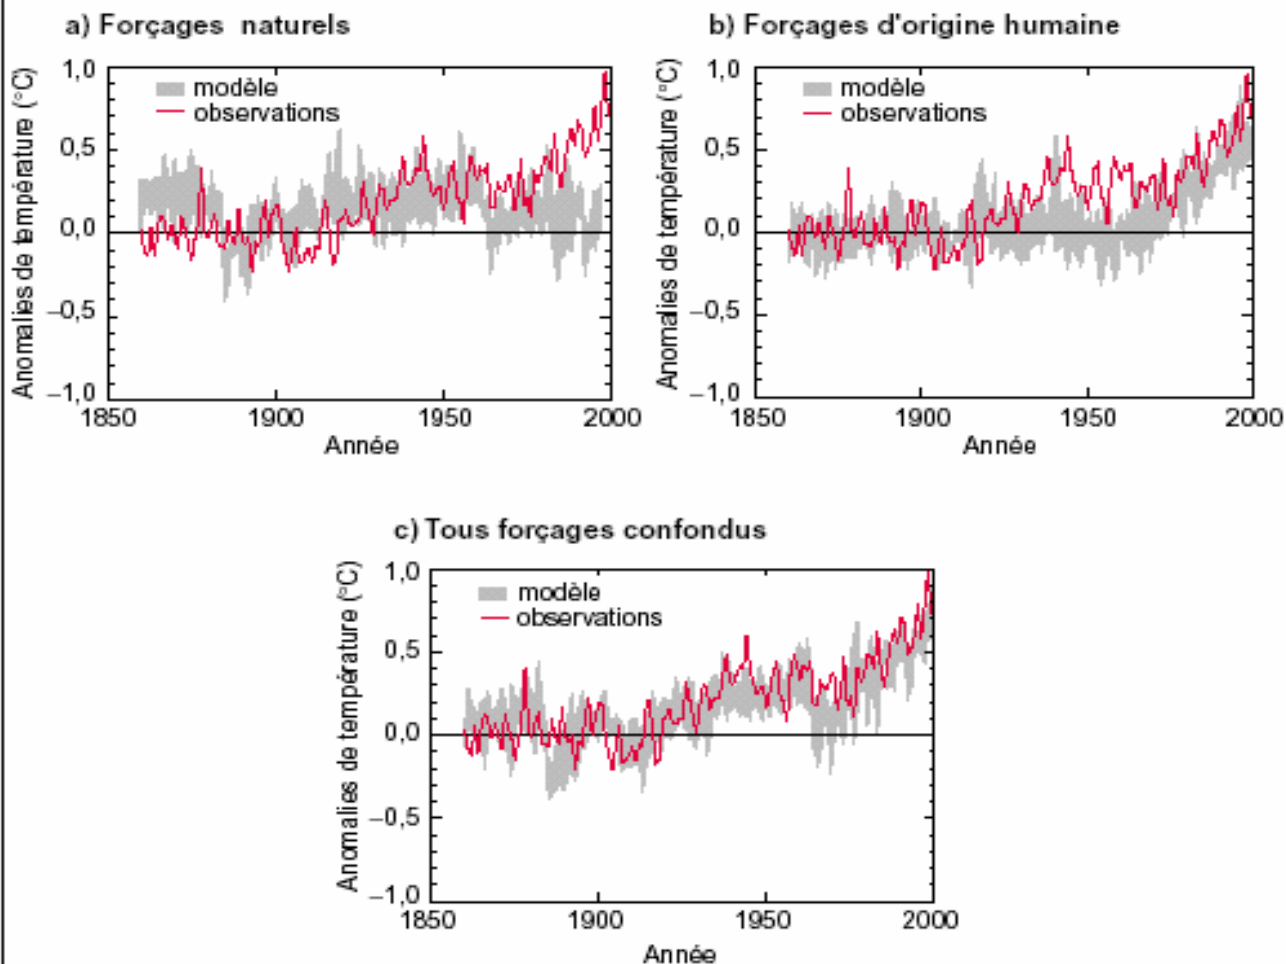 a) Forçages naturels
Anomalies de température (°C)
1,0
0,5
0,0
–0,5
–1,0
modèle
observations
1850
1900
1950
2000
Année
b) Forçages d'origine humaine
Anomalies de température (°C)
1,0
0,5
0,0
–0,5
–1,0
modèle
observations
1850
1900
1950
2000
Année
c) Tous forçages confondus
Anomalies de température (°C)
1,0
0,5
0,0
–0,5
–1,0
modèle
observations
1850
1900
1950
2000
Année